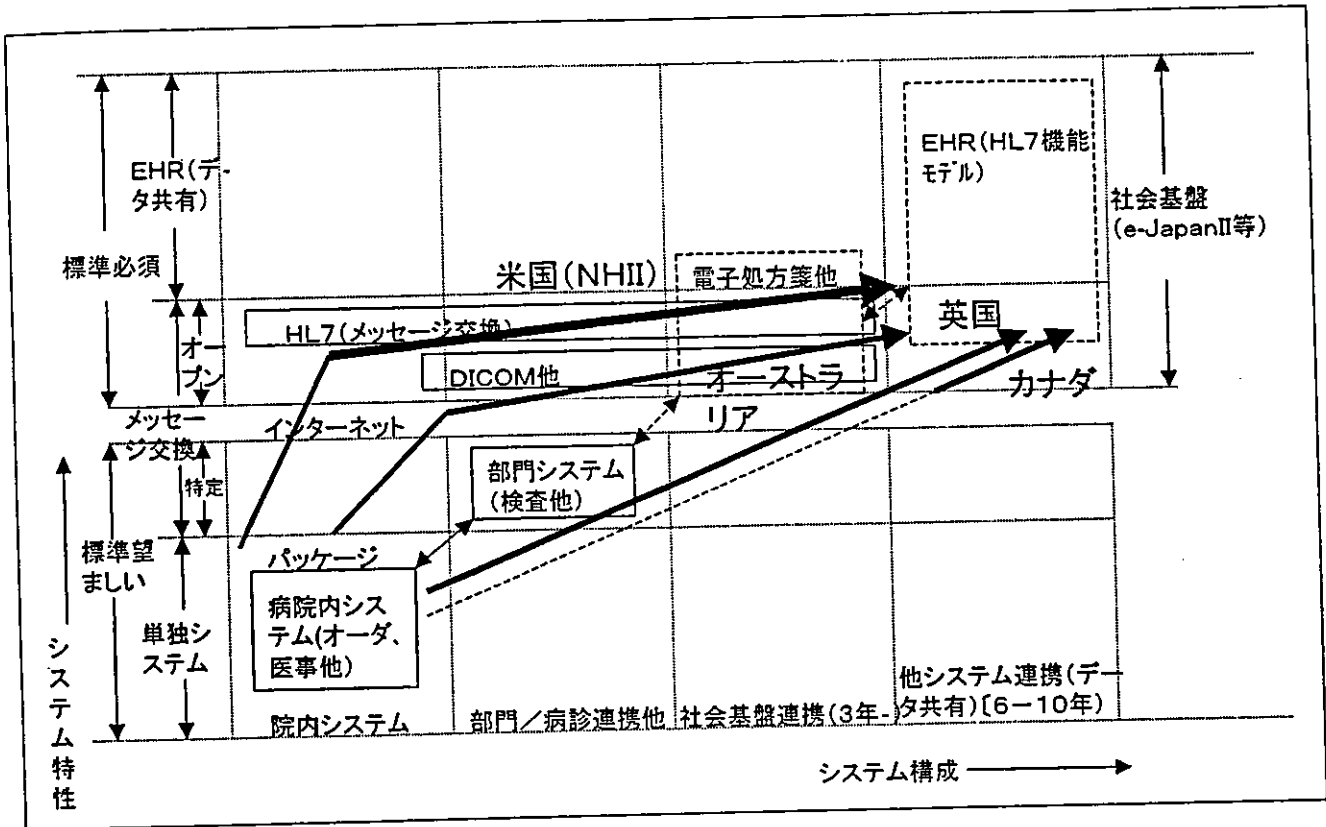 EHR(デー
タ共有)
標準必須
オー
プン
メッセー
ジ交換
特定
標準望
ましい
単独シ
ステム
システム特性
米国(NHII)
電子処方箋他
EHR(HL7機能
モデル)
社会基盤
(e-JapanII等)
HL7(メッセージ交換)
英国
DICOM他
オーストラ
リア
カナダ
インターネット
部門システム
(検査他)
パッケージ
病院内シス
テム(オーダ、
医事他)
院内システム
部門／病診連携他
社会基盤連携(3年-)
他システム連携(デー
タ共有)〔6－10年〕
システム構成